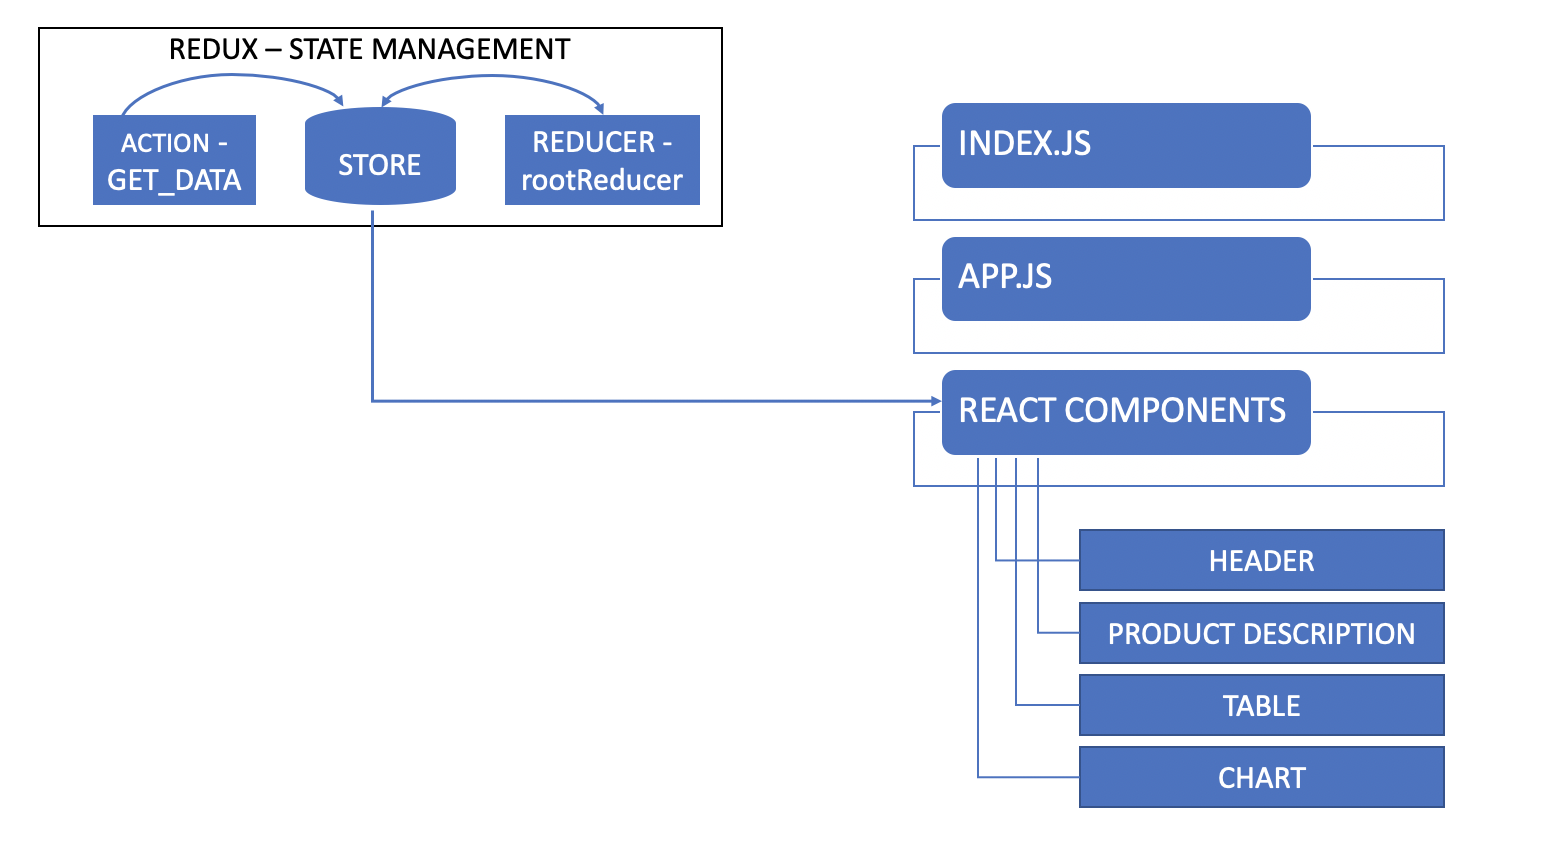 REDUX – STATE MANAGEMENT
ACTION -
GET_DATA
STORE
REDUCER -
rootReducer
INDEX.JS
APP.JS
REACT COMPONENTS
HEADER
PRODUCT DESCRIPTION
TABLE
CHART